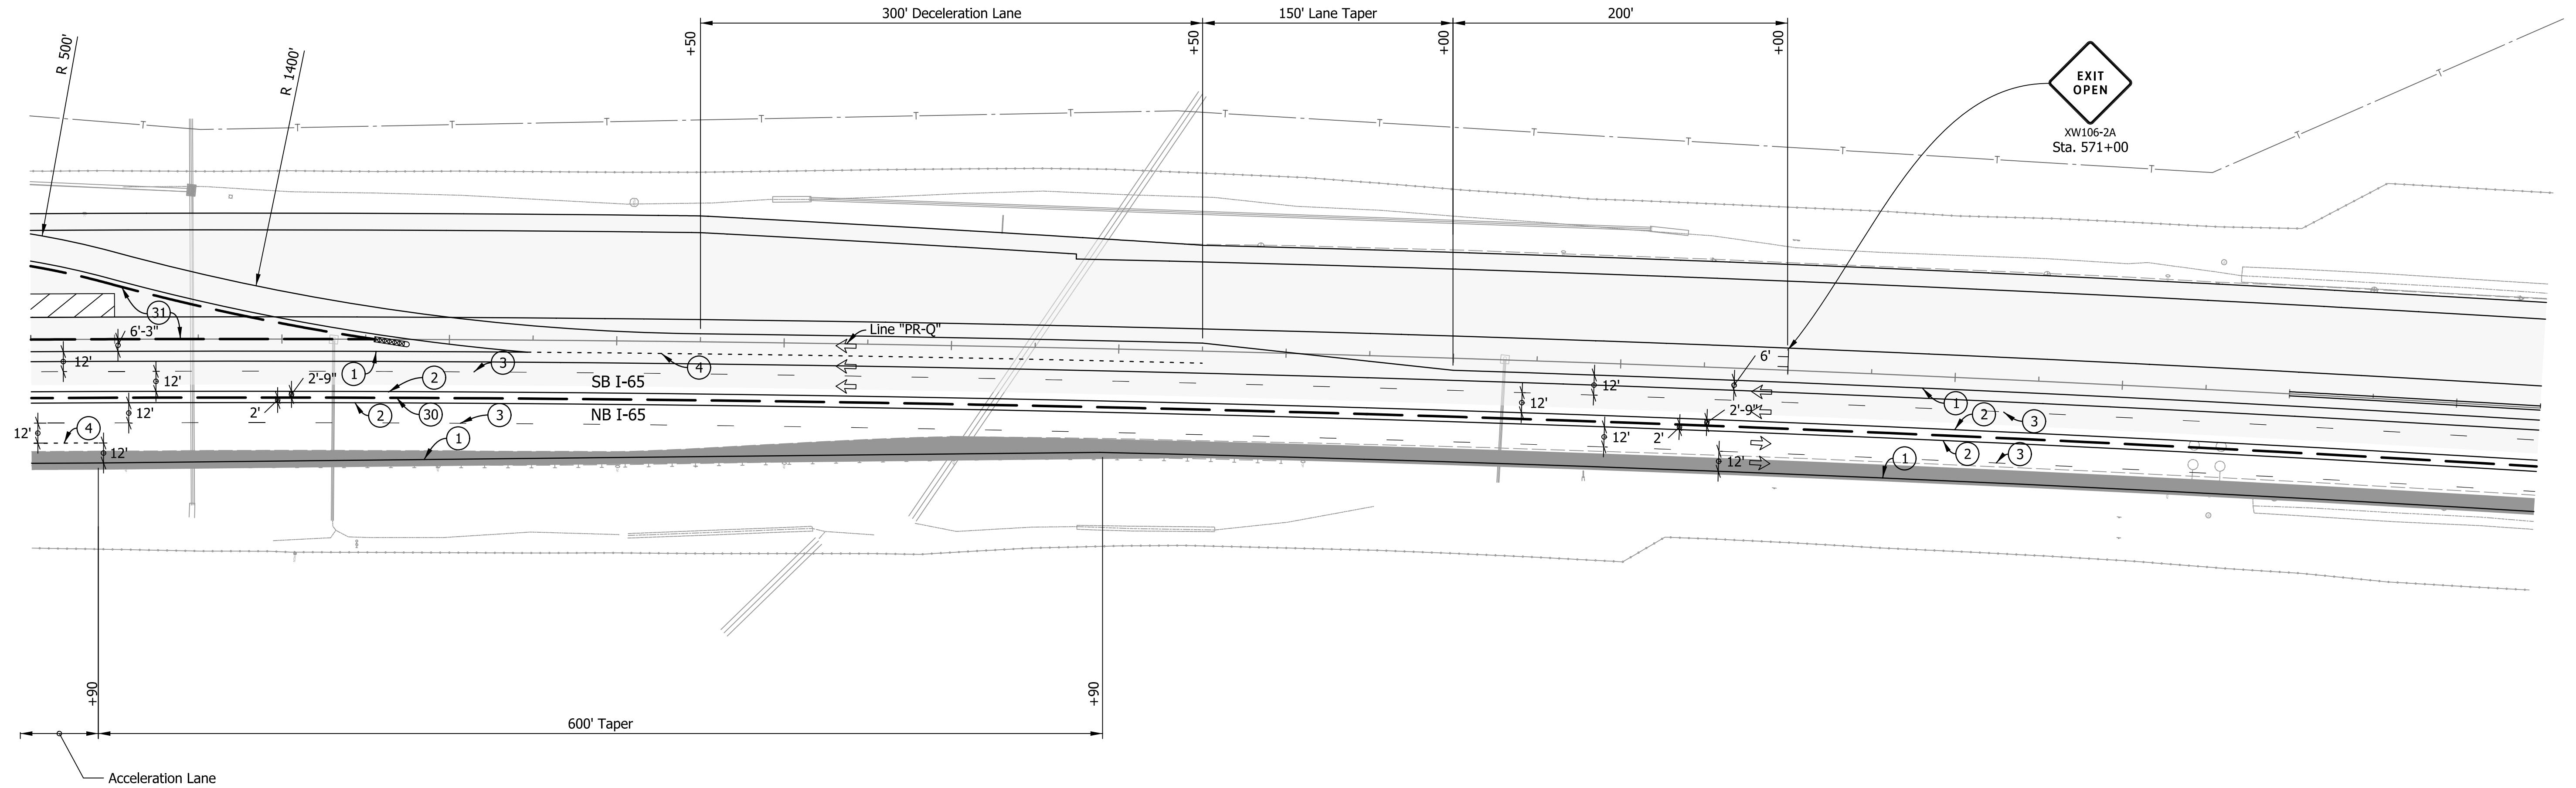 300' Deceleration Lane
150' Lane Taper
200'
R 500'
R 1400'
+50
+50
+00
+00
EXIT
OPEN
XW106-2A
Sta. 571+00
T T T T T T T T T T T T T T T T
31
6'-3"
Line "PR-Q"
12'
1
3
4
6'
12'
2
2'-9"
SB I-65
12'
12'
1
2
3
2'-9"
2'
2
30
3
NB I-65
12'
12'
4
12'
1
12'
2'
12'
2
3
1
+90
+90
600' Taper
Acceleration Lane